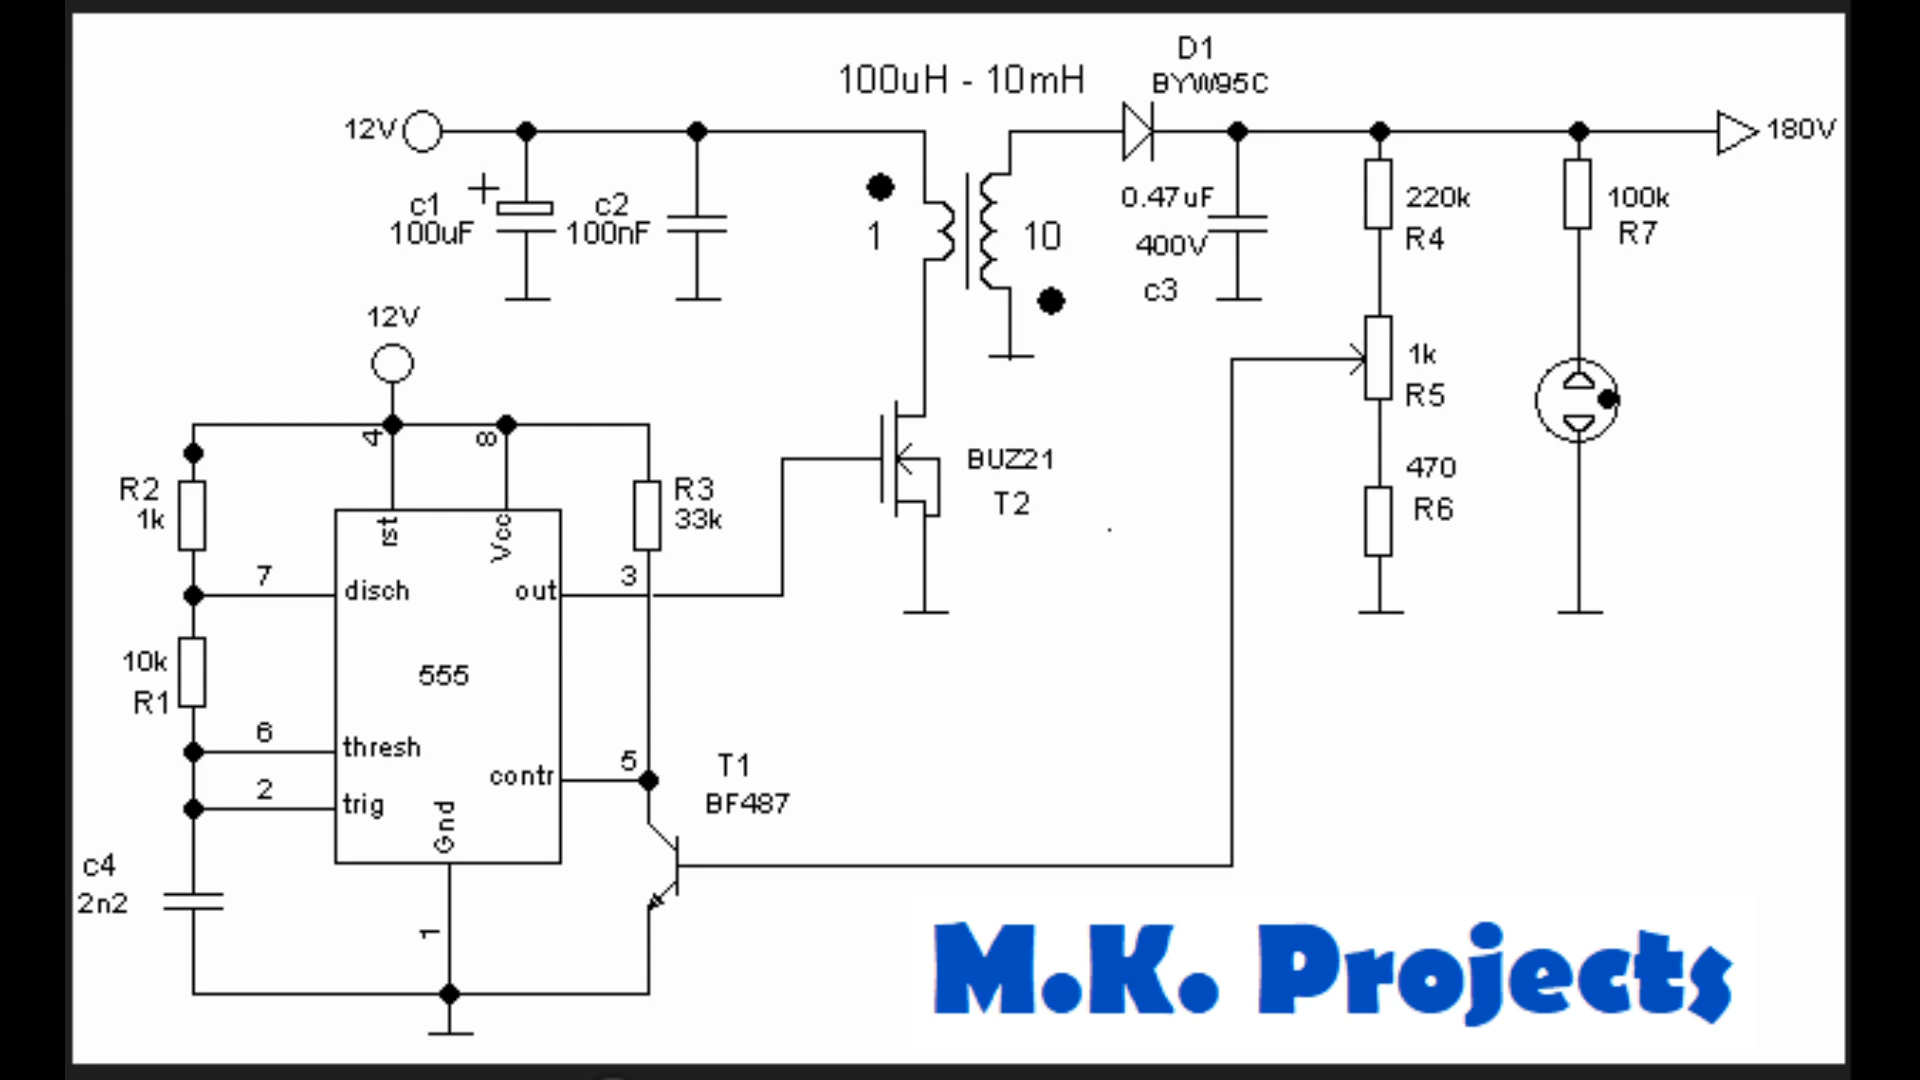 D1
100uH - 10mH
BYW95C
12V
180V
+
c1
100uF
c2
100nF
1
10
0.47uF
400V
c3
220k
R4
100k
R7
12V
1k
R5
4
8
BUZ21
T2
470
R6
R2
1k
R3
33k
rst
Vcc
7
disch
out
3
10k
R1
555
6
thresh
5
contr
2
trig
Gnd
T1
BF487
c4
2n2
1
M.K. Projects